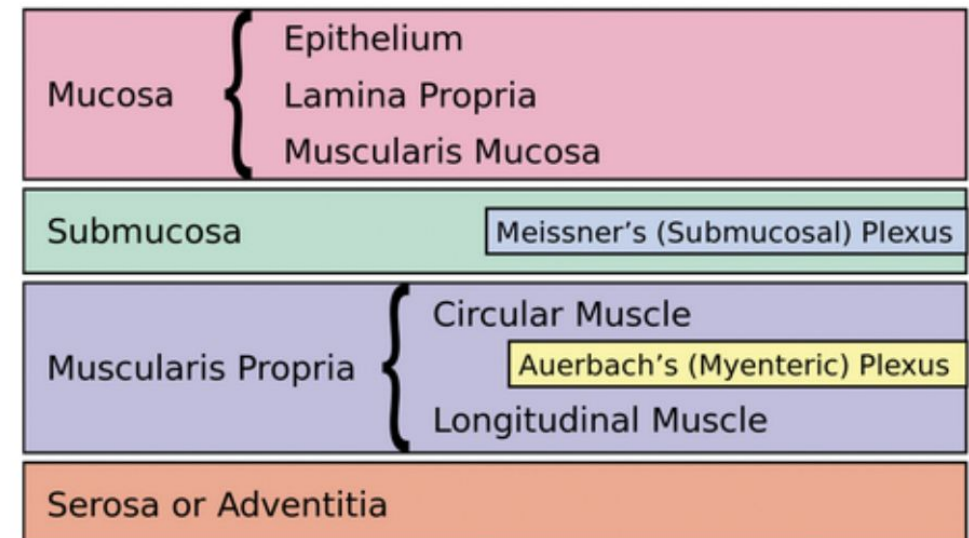 Epithelium
Mucosa
Lamina Propria
Muscularis Mucosa
Submucosa
Meissner’s (Submucosal) Plexus
Circular Muscle
Muscularis Propria
Auerbach’s (Myenteric) Plexus
Longitudinal Muscle
Serosa or Adventitia